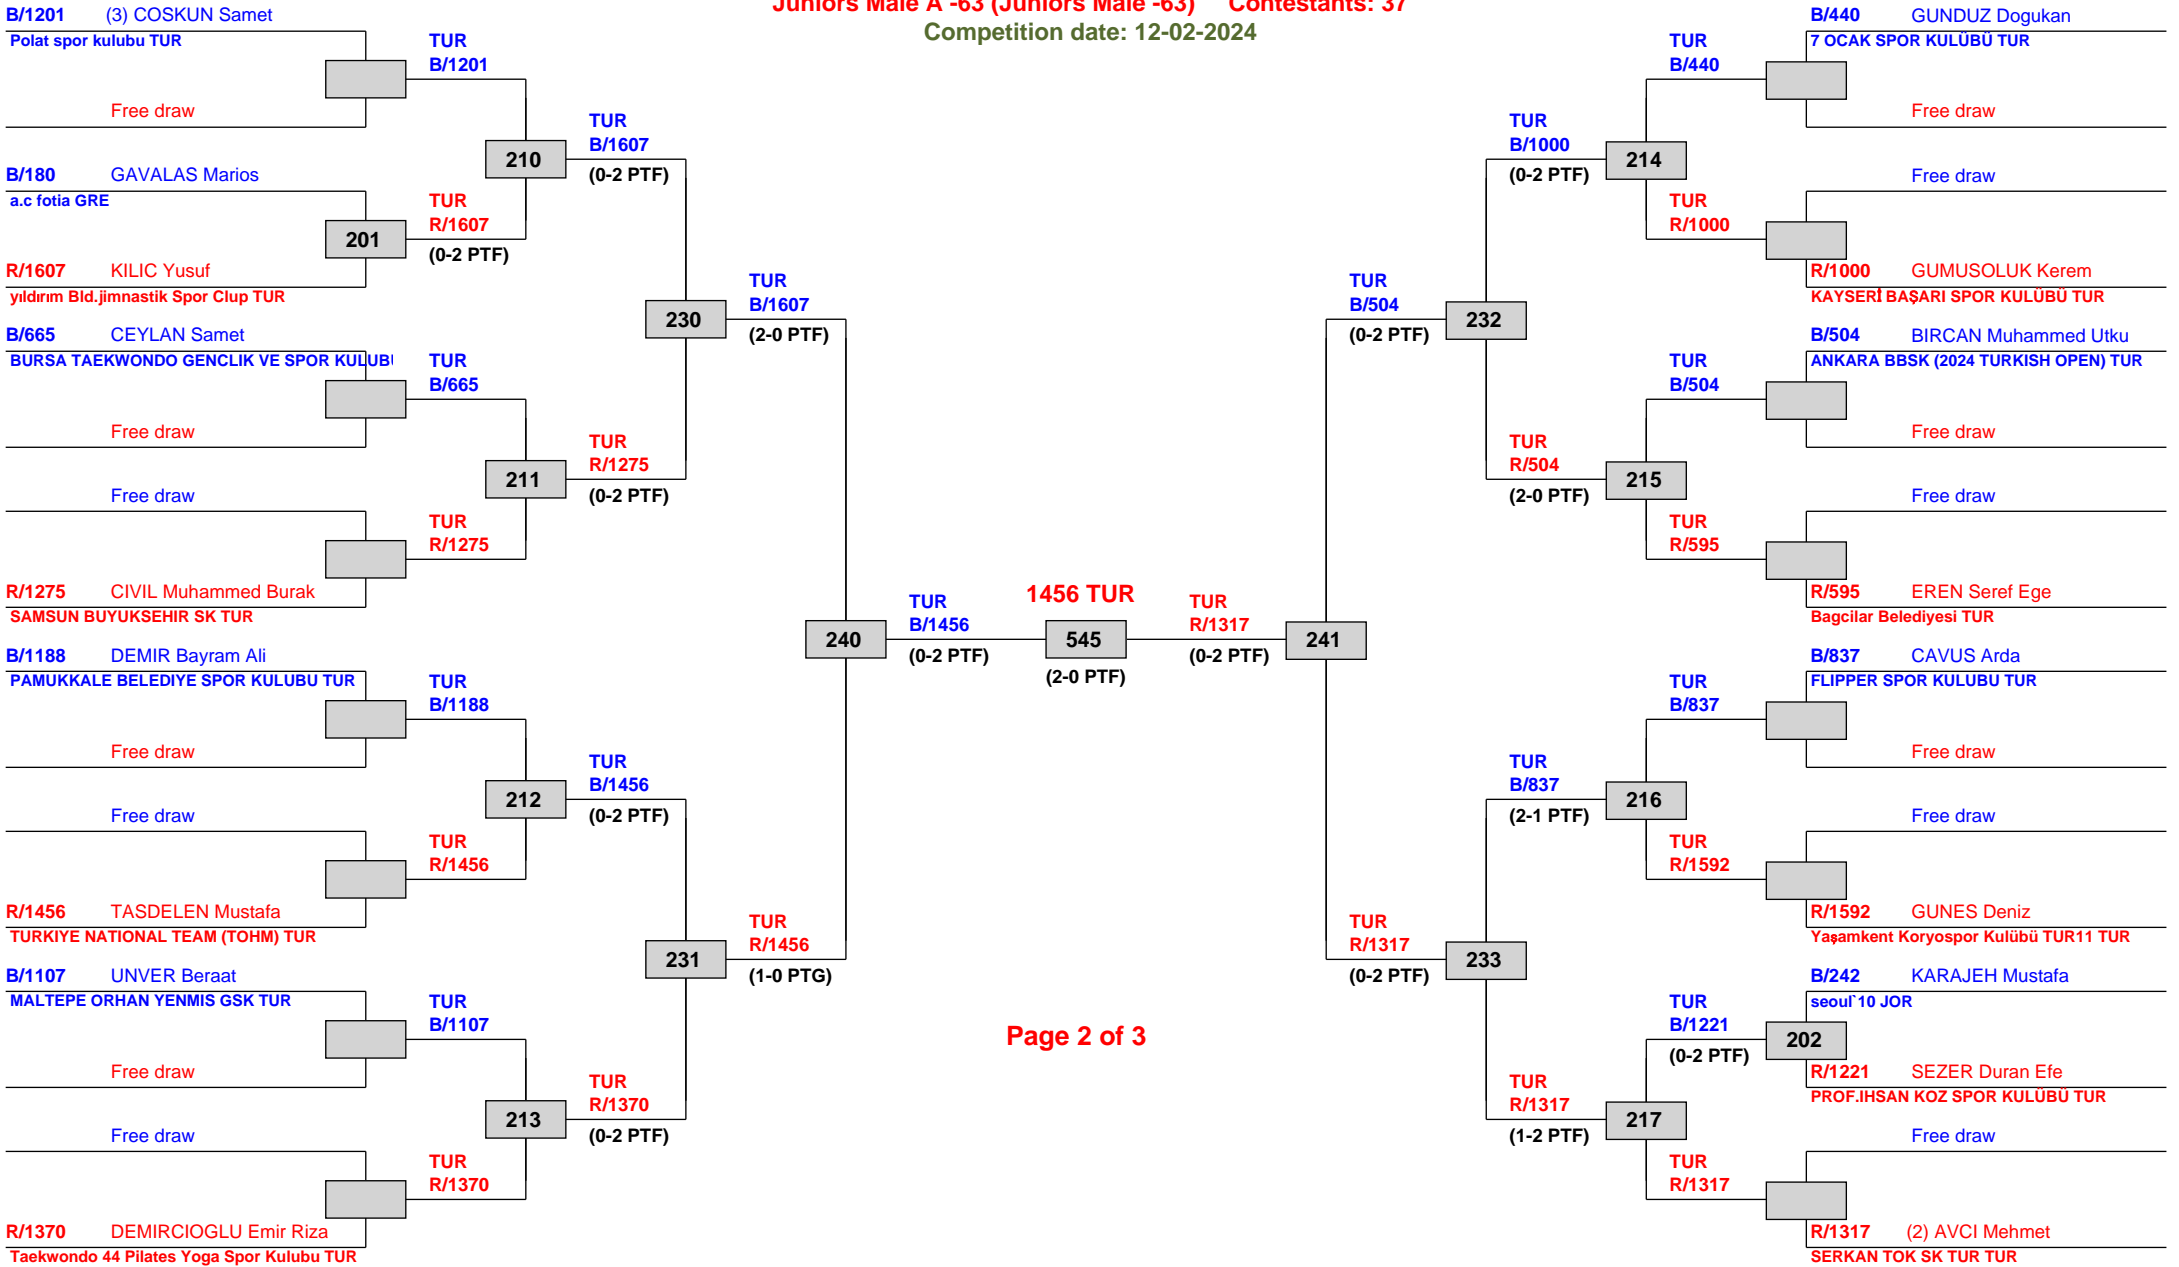 Juniors Male A -63 (Juniors Male -63) Contestants: 37
Competition date: 12-02-2024
B/1201 (3) COSKUN Samet
Polat spor kulubu TUR
Free draw
B/180 GAVALAS Marios
a.c fotia GRE
R/1607 KILIC Yusuf
yıldırım Bld.jimnastik Spor Clup TUR
B/665 CEYLAN Samet
BURSA TAEKWONDO GENCLIK VE SPOR KULUBU
Free draw
Free draw
R/1275 CIVIL Muhammed Burak
SAMSUN BUYUKSEHIR SK TUR
B/1188 DEMIR Bayram Ali
PAMUKKALE BELEDIYE SPOR KULUBU TUR
Free draw
Free draw
R/1456 TASDELEN Mustafa
TURKIYE NATIONAL TEAM (TOHM) TUR
B/1107 UNVER Beraat
MALTEPE ORHAN YENMIS GSK TUR
Free draw
Free draw
R/1370 DEMIRCIOGLU Emir Riza
Taekwondo 44 Pilates Yoga Spor Kulubu TUR
201
TUR
B/1201
TUR
R/1607
(0-2 PTF)
TUR
B/665
TUR
R/1275
TUR
B/1188
TUR
R/1456
TUR
B/1107
TUR
R/1370
210
211
212
213
TUR
B/1607
(0-2 PTF)
TUR
R/1275
(0-2 PTF)
TUR
B/1456
(0-2 PTF)
TUR
R/1370
(0-2 PTF)
230
231
TUR
B/1607
(2-0 PTF)
TUR
R/1456
(1-0 PTG)
240
TUR
B/1456
(0-2 PTF)
1456 TUR
545
(2-0 PTF)
Page 2 of 3
TUR
R/1317
(0-2 PTF)
241
TUR
B/504
(0-2 PTF)
TUR
R/1317
(0-2 PTF)
232
233
TUR
B/1000
(0-2 PTF)
TUR
R/504
(2-0 PTF)
TUR
B/837
(2-1 PTF)
TUR
R/1317
(1-2 PTF)
214
215
216
217
TUR
B/440
TUR
R/1000
TUR
B/504
TUR
R/595
TUR
B/837
TUR
R/1592
TUR
B/1221
(0-2 PTF)
TUR
R/1317
202
B/440 GUNDUZ Dogukan
7 OCAK SPOR KULÜBÜ TUR
Free draw
Free draw
R/1000 GUMUSOLUK Kerem
KAYSERİ BAŞARI SPOR KULÜBÜ TUR
B/504 BIRCAN Muhammed Utku
ANKARA BBSK (2024 TURKISH OPEN) TUR
Free draw
Free draw
R/595 EREN Seref Ege
Bagcilar Belediyesi TUR
B/837 CAVUS Arda
FLIPPER SPOR KULUBU TUR
Free draw
Free draw
R/1592 GUNES Deniz
Yaşamkent Koryospor Kulübü TUR11 TUR
B/242 KARAJEH Mustafa
seoul`10 JOR
R/1221 SEZER Duran Efe
PROF.IHSAN KOZ SPOR KULÜBÜ TUR
Free draw
R/1317 (2) AVCI Mehmet
SERKAN TOK SK TUR TUR